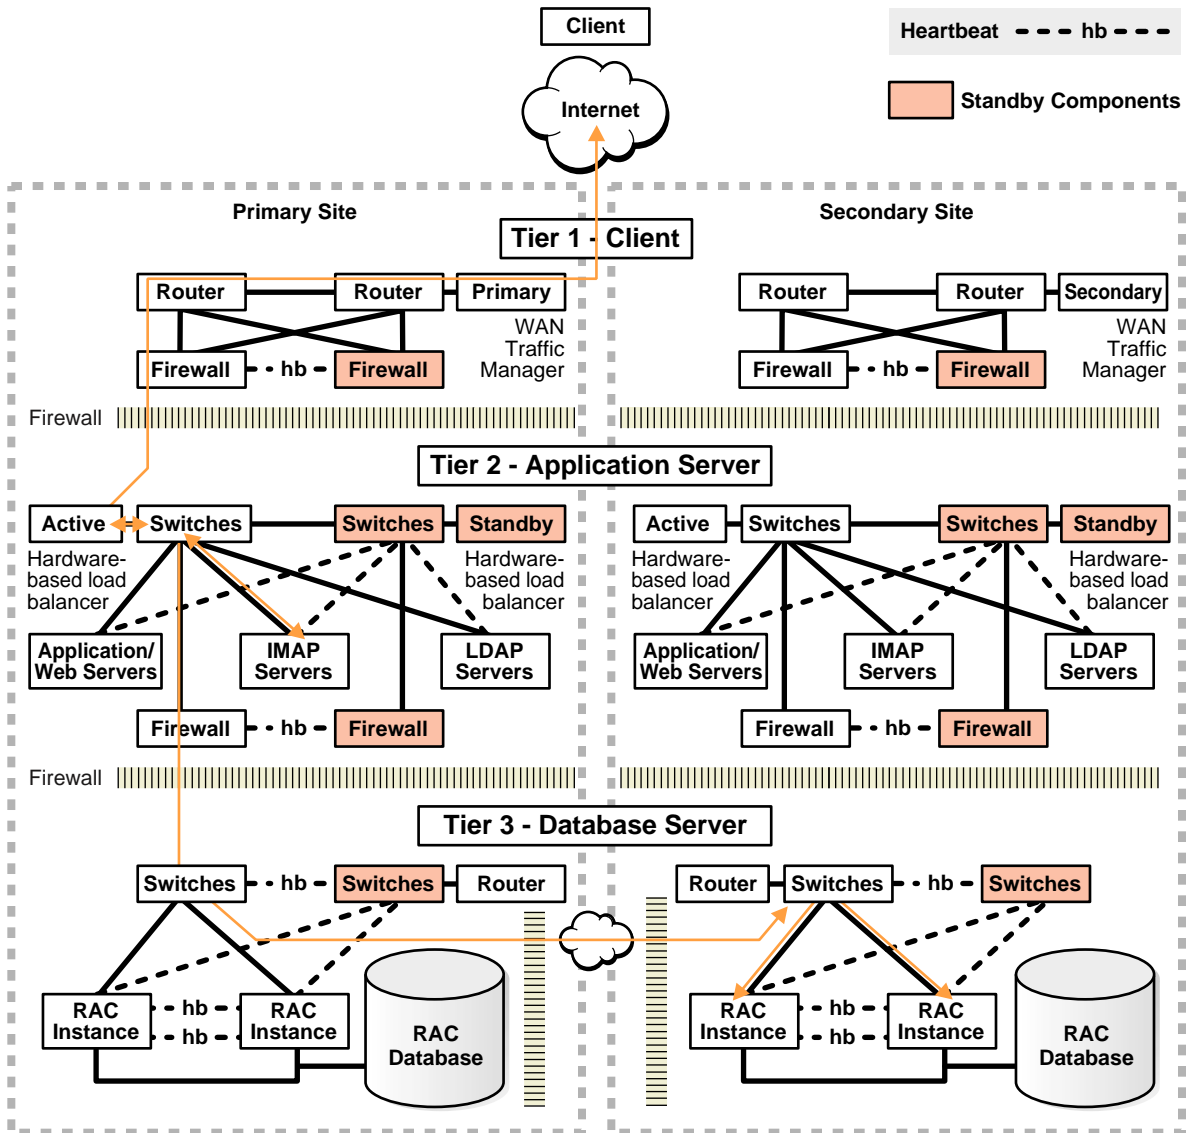 Client
Heartbeat hb
Internet
Standby Components
Primary Site
Secondary Site
Tier 1 - Client
Router
Router
Primary
WAN
Traffic
Manager
Firewall
hb
Firewall
Router
Router
Secondary
WAN
Traffic
Manager
Firewall
hb
Firewall
Firewall
Tier 2 - Application Server
Active
Switches
Switches
Standby
Hardware-
based load
balancer
Hardware-
based load
balancer
Application/
Web Servers
IMAP
Servers
LDAP
Servers
Firewall
hb
Firewall
Active
Switches
Switches
Standby
Hardware-
based load
balancer
Hardware-
based load
balancer
Application/
Web Servers
IMAP
Servers
LDAP
Servers
Firewall
hb
Firewall
Firewall
Tier 3 - Database Server
Switches
hb
Switches
Router
RAC
Instance
hb
hb
RAC
Instance
RAC
Database
Router
Switches
hb
Switches
RAC
Instance
hb
hb
RAC
Instance
RAC
Database